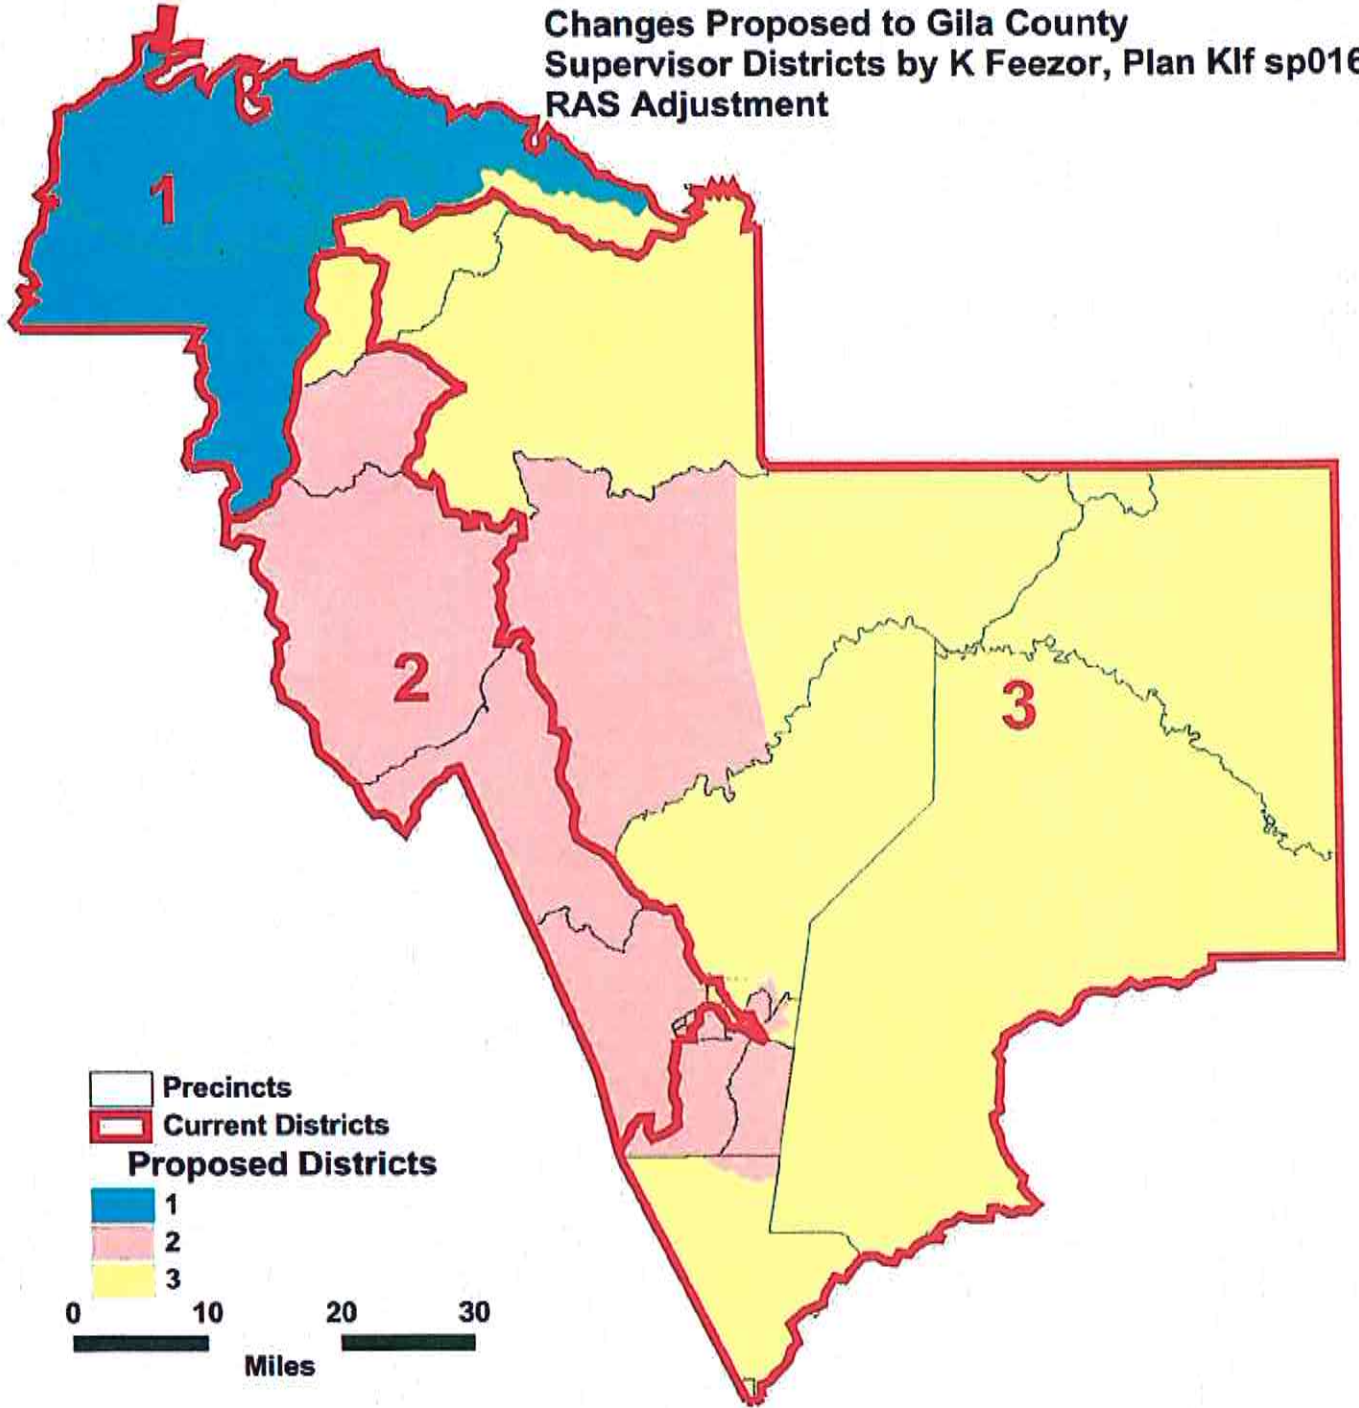 Changes Proposed to Gila County
Supervisor Districts by K Feezor, Plan Klf sp016
RAS Adjustment
1
2
3
Precincts
Current Districts
Proposed Districts
1
2
3
0 10 20 30
Miles